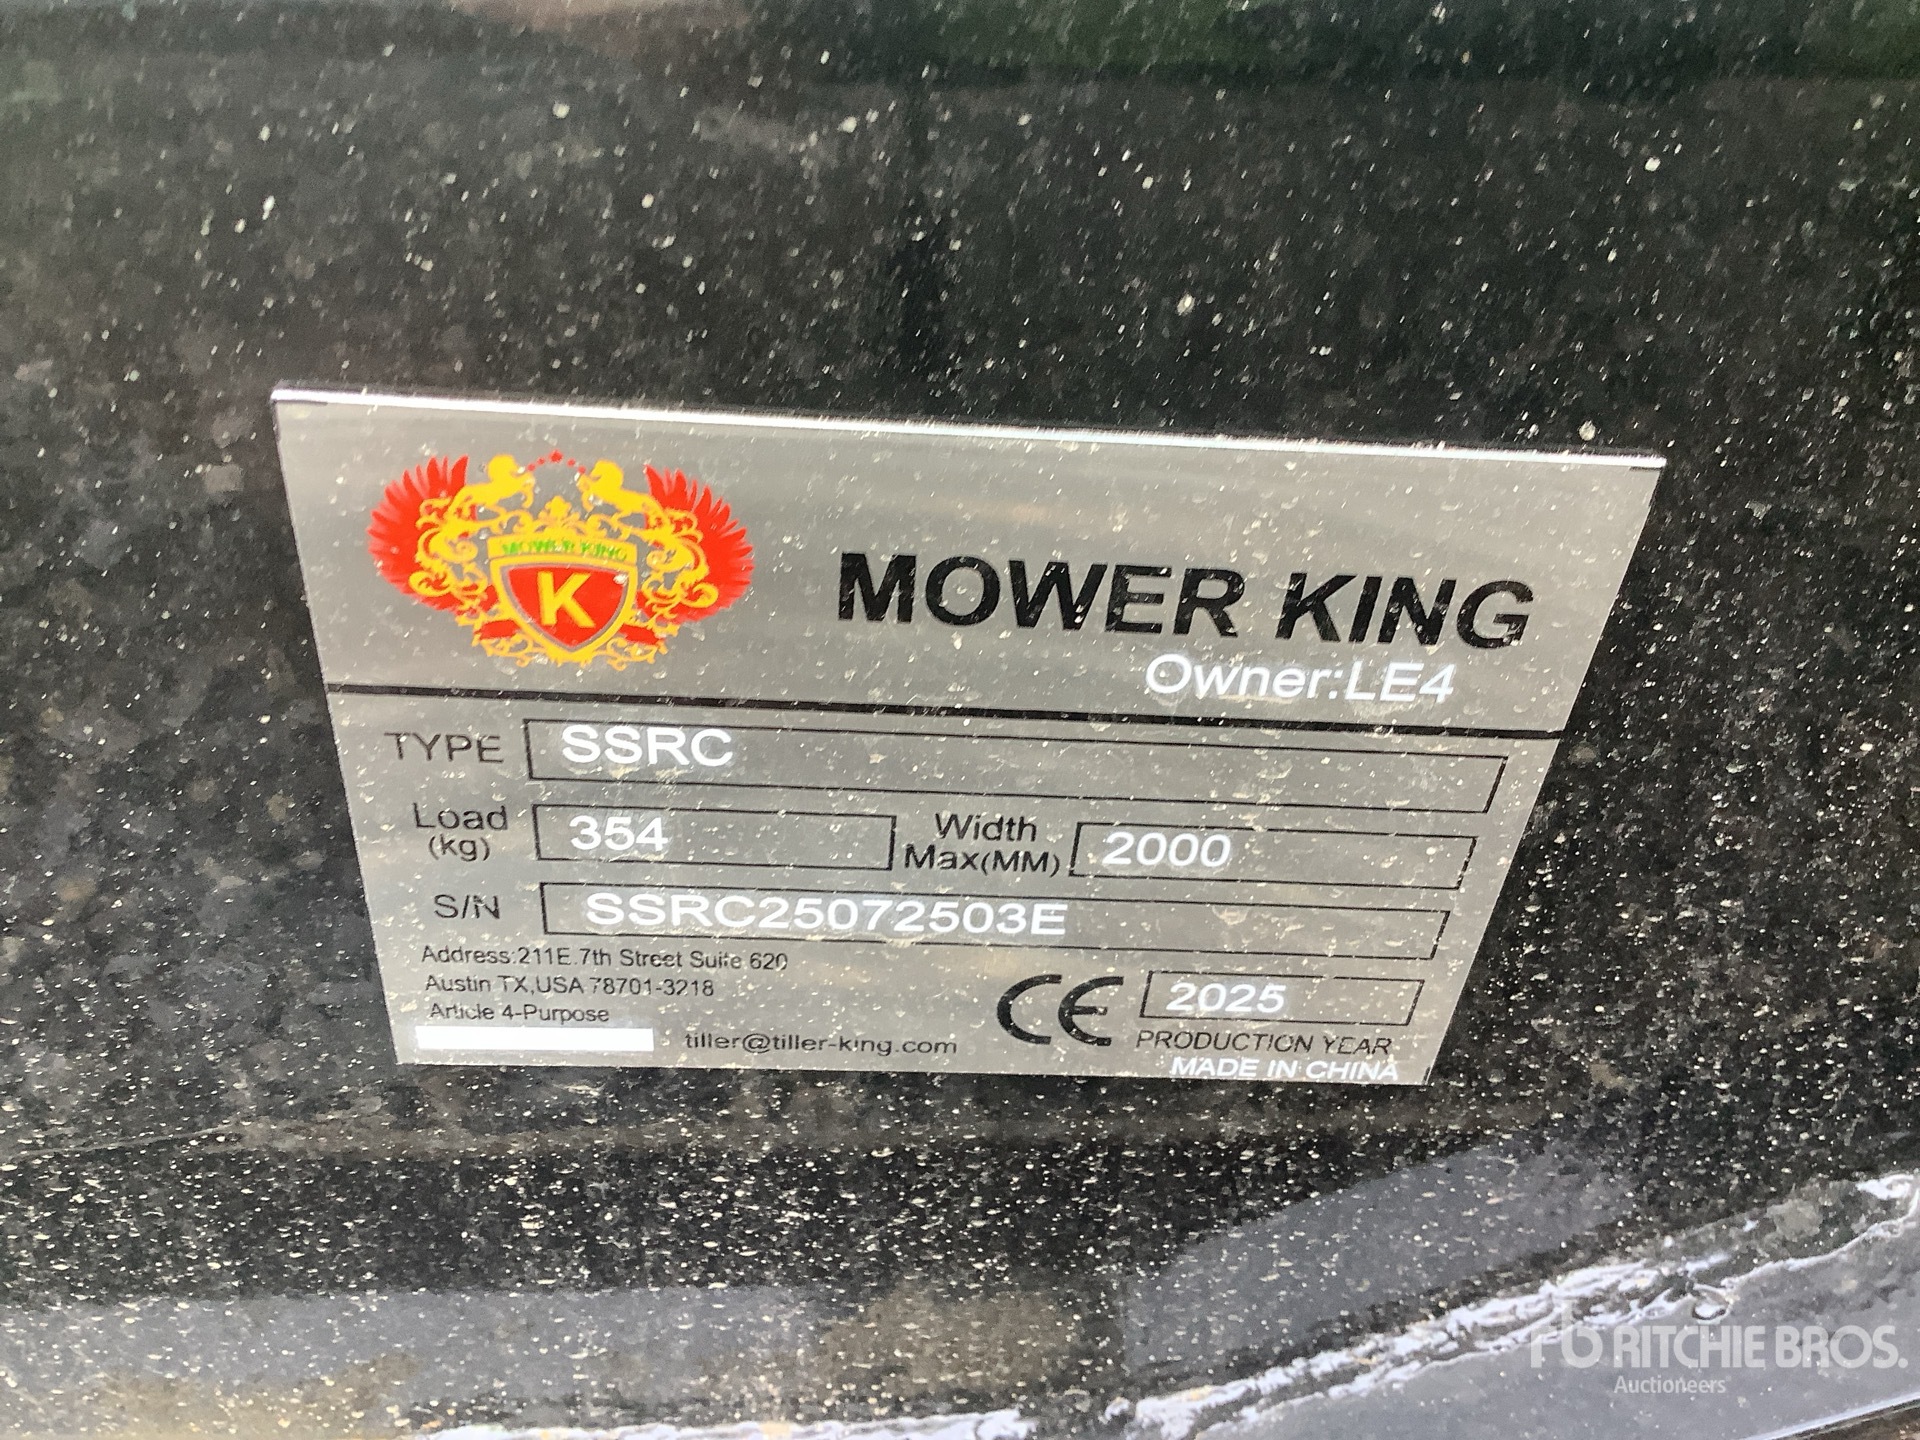 MOWER KING
K
MOWER KING
Owner:LE4
TYPE SSRC
Load (kg) 354 Width Max(MM) 2000
S/N SSRC25072503E
Address:211E.7th Street Suite 620
Austin TX,USA 78701-3218
Article 4-Purpose
tiller@tiller-king.com
CE 2025
PRODUCTION YEAR
MADE IN CHINA
rb RITCHIE BROS.
Auctioneers